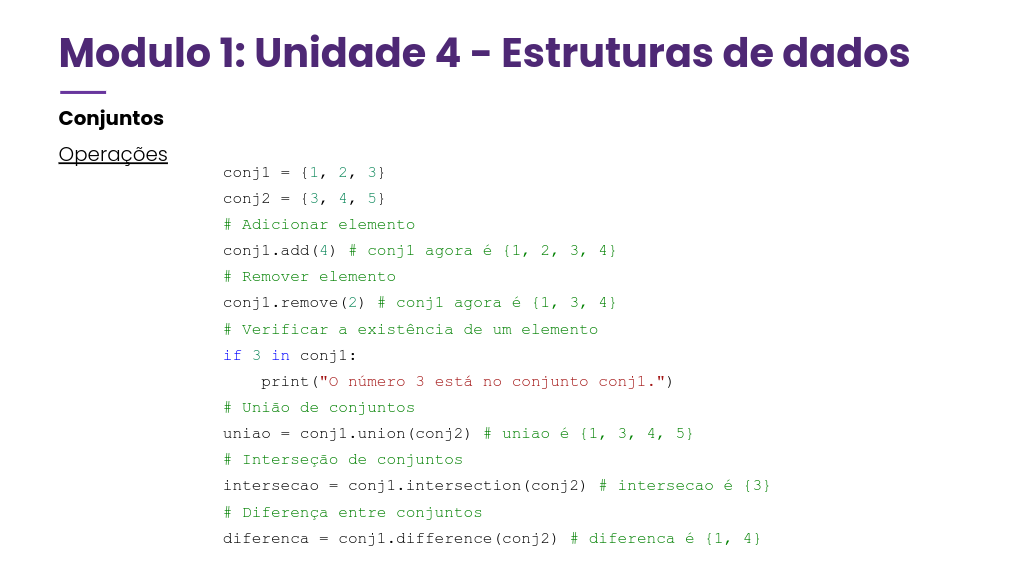 Modulo 1: Unidade 4 - Estruturas de dados
Conjuntos
Operações
conj1 = {1, 2, 3}
conj2 = {3, 4, 5}
# Adicionar elemento
conj1.add(4) # conj1 agora é {1, 2, 3, 4}
# Remover elemento
conj1.remove(2) # conj1 agora é {1, 3, 4}
# Verificar a existência de um elemento
if 3 in conj1:
    print("O número 3 está no conjunto conj1.")
# União de conjuntos
uniao = conj1.union(conj2) # uniao é {1, 3, 4, 5}
# Interseção de conjuntos
intersecao = conj1.intersection(conj2) # intersecao é {3}
# Diferença entre conjuntos
diferenca = conj1.difference(conj2) # diferenca é {1, 4}